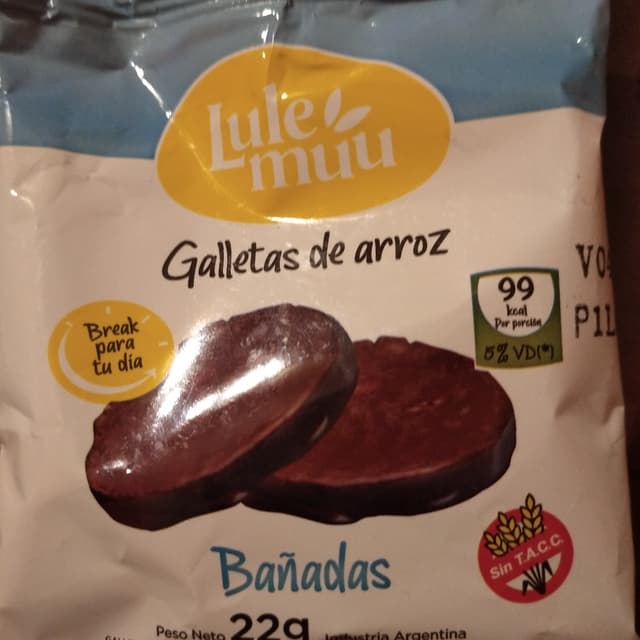 Lule
muu
Galletas de arroz
Break
para
tu día
99
kcal
Por porción
5% VD(*)
Bañadas
Sin T.A.C.C.
Peso Neto 22g Industria Argentina